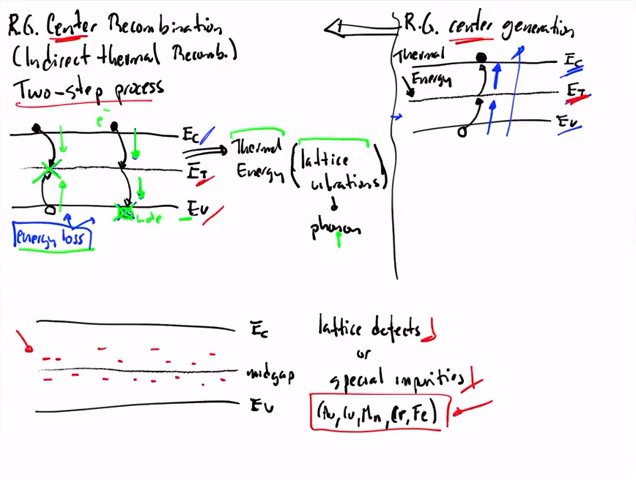 R.G. Center Recombination
(Indirect thermal Recomb.)
Two-step process
e-
Ec
ET
Ev
hole
energy loss
Thermal
Energy
(lattice
vibrations)
phonon
R.G. center generation
Thermal
Energy
Ec
ET
Ev
Ec
midgap
Ev
lattice defects
or
special impurities
(Au, Cu, Mn, Cr, Fe)